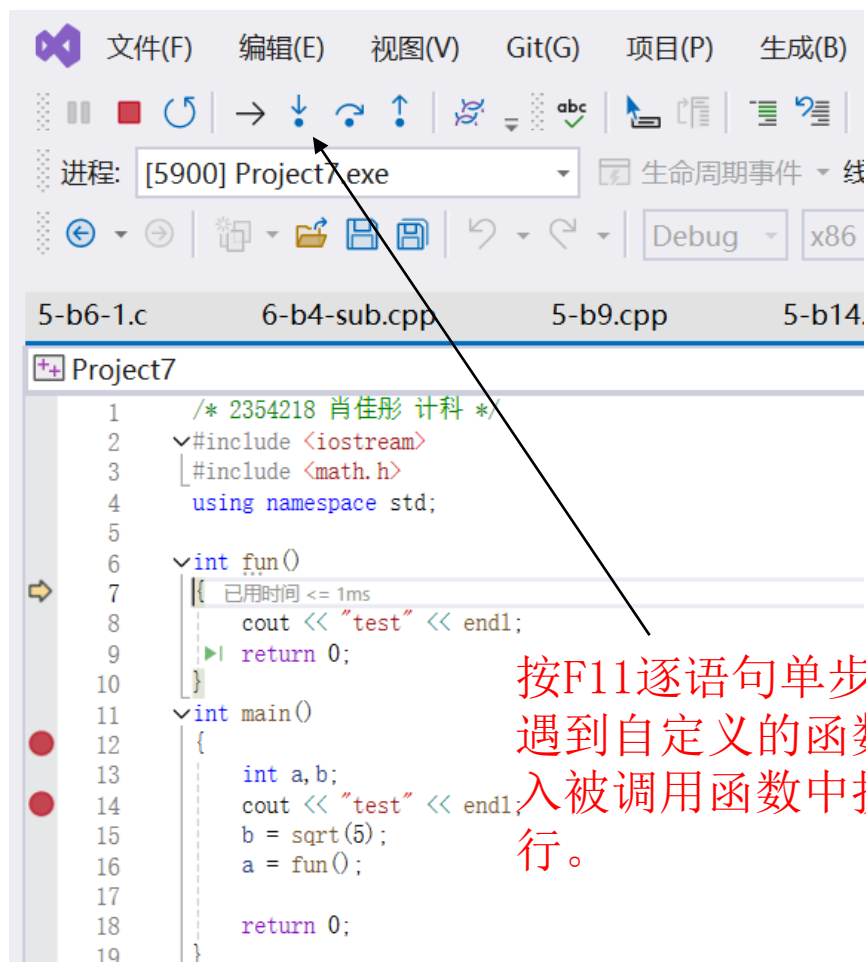 文件(F) 编辑(E) 视图(V) Git(G) 项目(P) 生成(B)
abc
进程: [5900] Project7.exe 生命周期事件 线
Debug x86
5-b6-1.c 6-b4-sub.cpp 5-b9.cpp 5-b14.
Project7
1 /* 2354218 肖佳彤 计科 */
2 #include <iostream>
3 #include <math.h>
4 using namespace std;
5
6 int fun()
7 { 已用时间 <= 1ms
8 cout << "test" << endl;
9 return 0;
10 }
11 int main()
12 {
13 int a,b;
14 cout << "test" << endl;
15 b = sqrt(5);
16 a = fun();
17
18 return 0;
19 }
按F11逐语句单步
遇到自定义的函数
入被调用函数中
行。